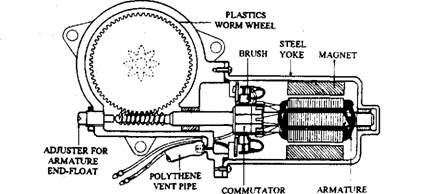 PLASTICS
WORM WHEEL
BRUSH
STEEL
YOKE
MAGNET
ADJUSTER FOR
ARMATURE
END-FLOAT
POLYTHENE
VENT PIPE
COMMUTATOR
ARMATURE